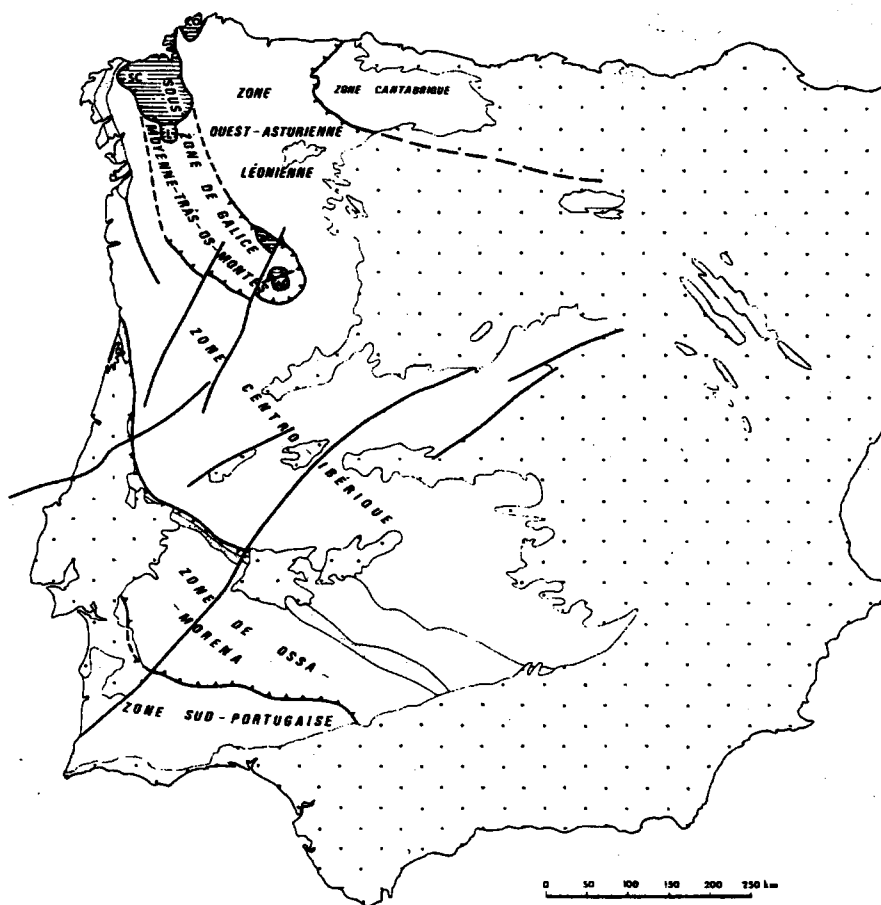 SC
ZONE CANTABRIQUE
ZONE
OUEST-ASTURIENNE
LÉONIENNE
SOUS
ZONE DE GALICE
MOYENNE-TRÁS-OS-MONTES
ZONE
CENTRO IBÉRIQUE
ZONE DE OSSA-
-MORENA
ZONE SUD-PORTUGAISE
0 50 100 150 200 250 km